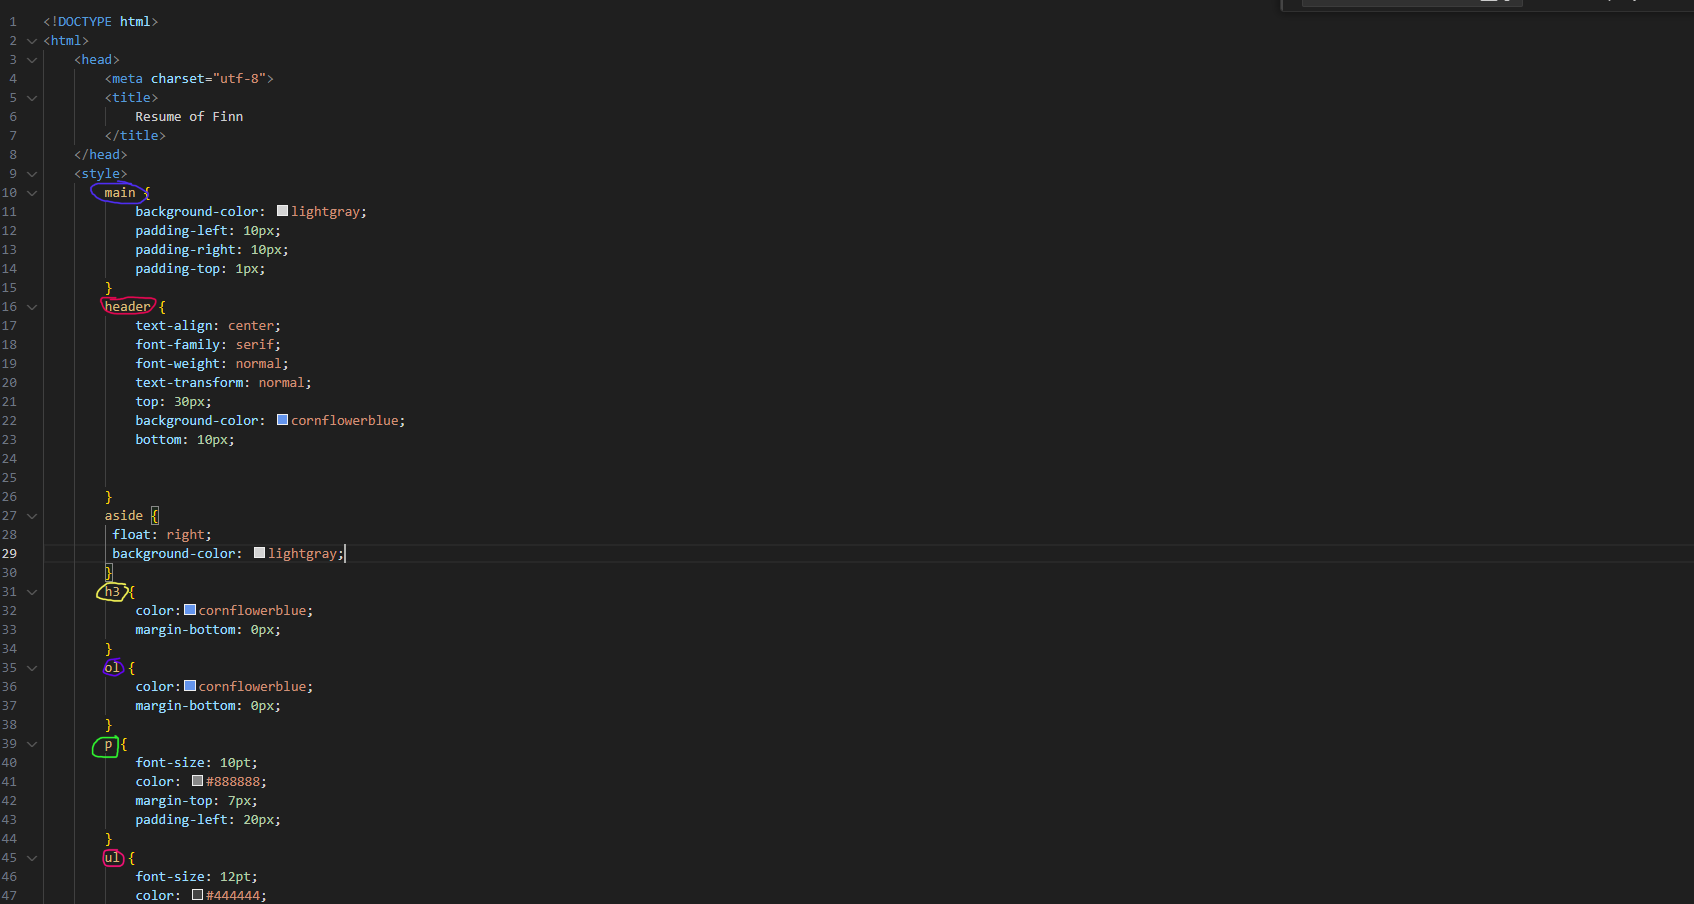 1 <!DOCTYPE html>
2 <html>
3 <head>
4 <meta charset="utf-8">
5 <title>
6 Resume of Finn
7 </title>
8 </head>
9 <style>
10 main {
11 background-color: lightgray;
12 padding-left: 10px;
13 padding-right: 10px;
14 padding-top: 1px;
15 }
16 header {
17 text-align: center;
18 font-family: serif;
19 font-weight: normal;
20 text-transform: normal;
21 top: 30px;
22 background-color: cornflowerblue;
23 bottom: 10px;
24
25
26 }
27 aside {
28 float: right;
29 background-color: lightgray;
30 }
31 h3 {
32 color: cornflowerblue;
33 margin-bottom: 0px;
34 }
35 ol {
36 color: cornflowerblue;
37 margin-bottom: 0px;
38 }
39 p {
40 font-size: 10pt;
41 color: #888888;
42 margin-top: 7px;
43 padding-left: 20px;
44 }
45 ul {
46 font-size: 12pt;
47 color: #444444;